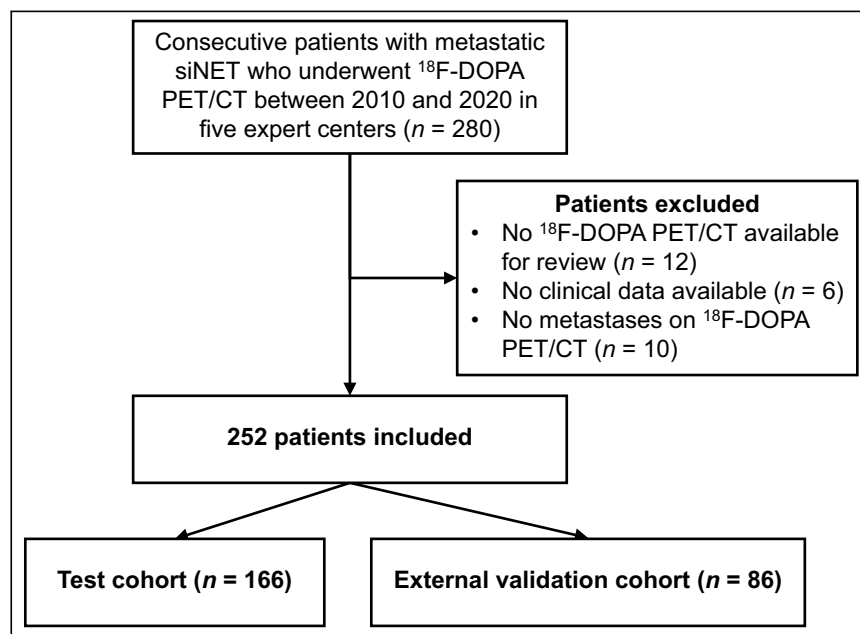 Consecutive patients with metastatic
siNET who underwent ¹⁸F-DOPA
PET/CT between 2010 and 2020 in
five expert centers (n = 280)
Patients excluded
• No ¹⁸F-DOPA PET/CT available
for review (n = 12)
• No clinical data available (n = 6)
• No metastases on ¹⁸F-DOPA
PET/CT (n = 10)
252 patients included
Test cohort (n = 166)
External validation cohort (n = 86)